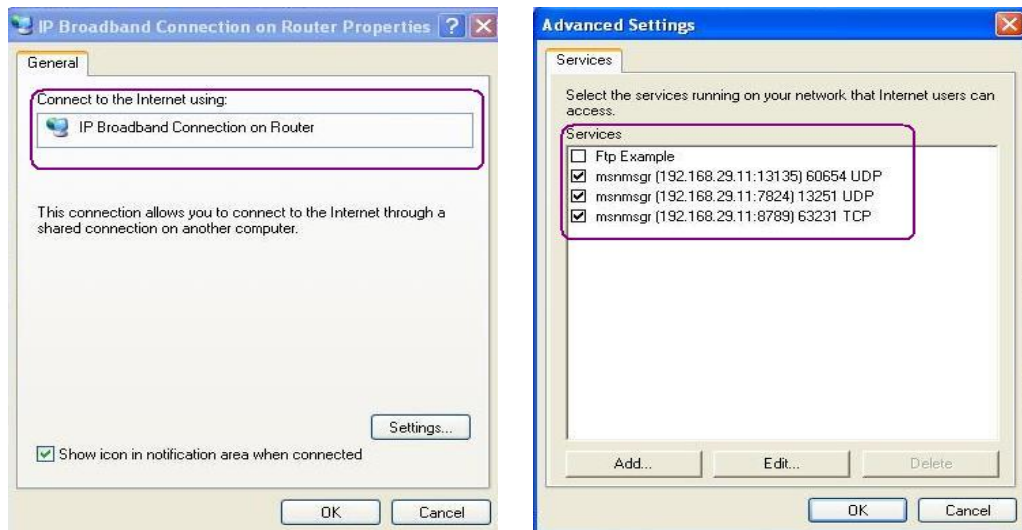 IP Broadband Connection on Router Properties
General
Connect to the Internet using:
IP Broadband Connection on Router
This connection allows you to connect to the Internet through a
shared connection on another computer.
Settings...
Show icon in notification area when connected
OK
Cancel
Advanced Settings
Services
Select the services running on your network that Internet users can
access.
Services
Ftp Example
msnmsgr (192.168.29.11:13135) 60654 UDP
msnmsgr (192.168.29.11:7824) 13251 UDP
msnmsgr (192.168.29.11:8789) 63231 TCP
Add...
Edit...
Delete
OK
Cancel